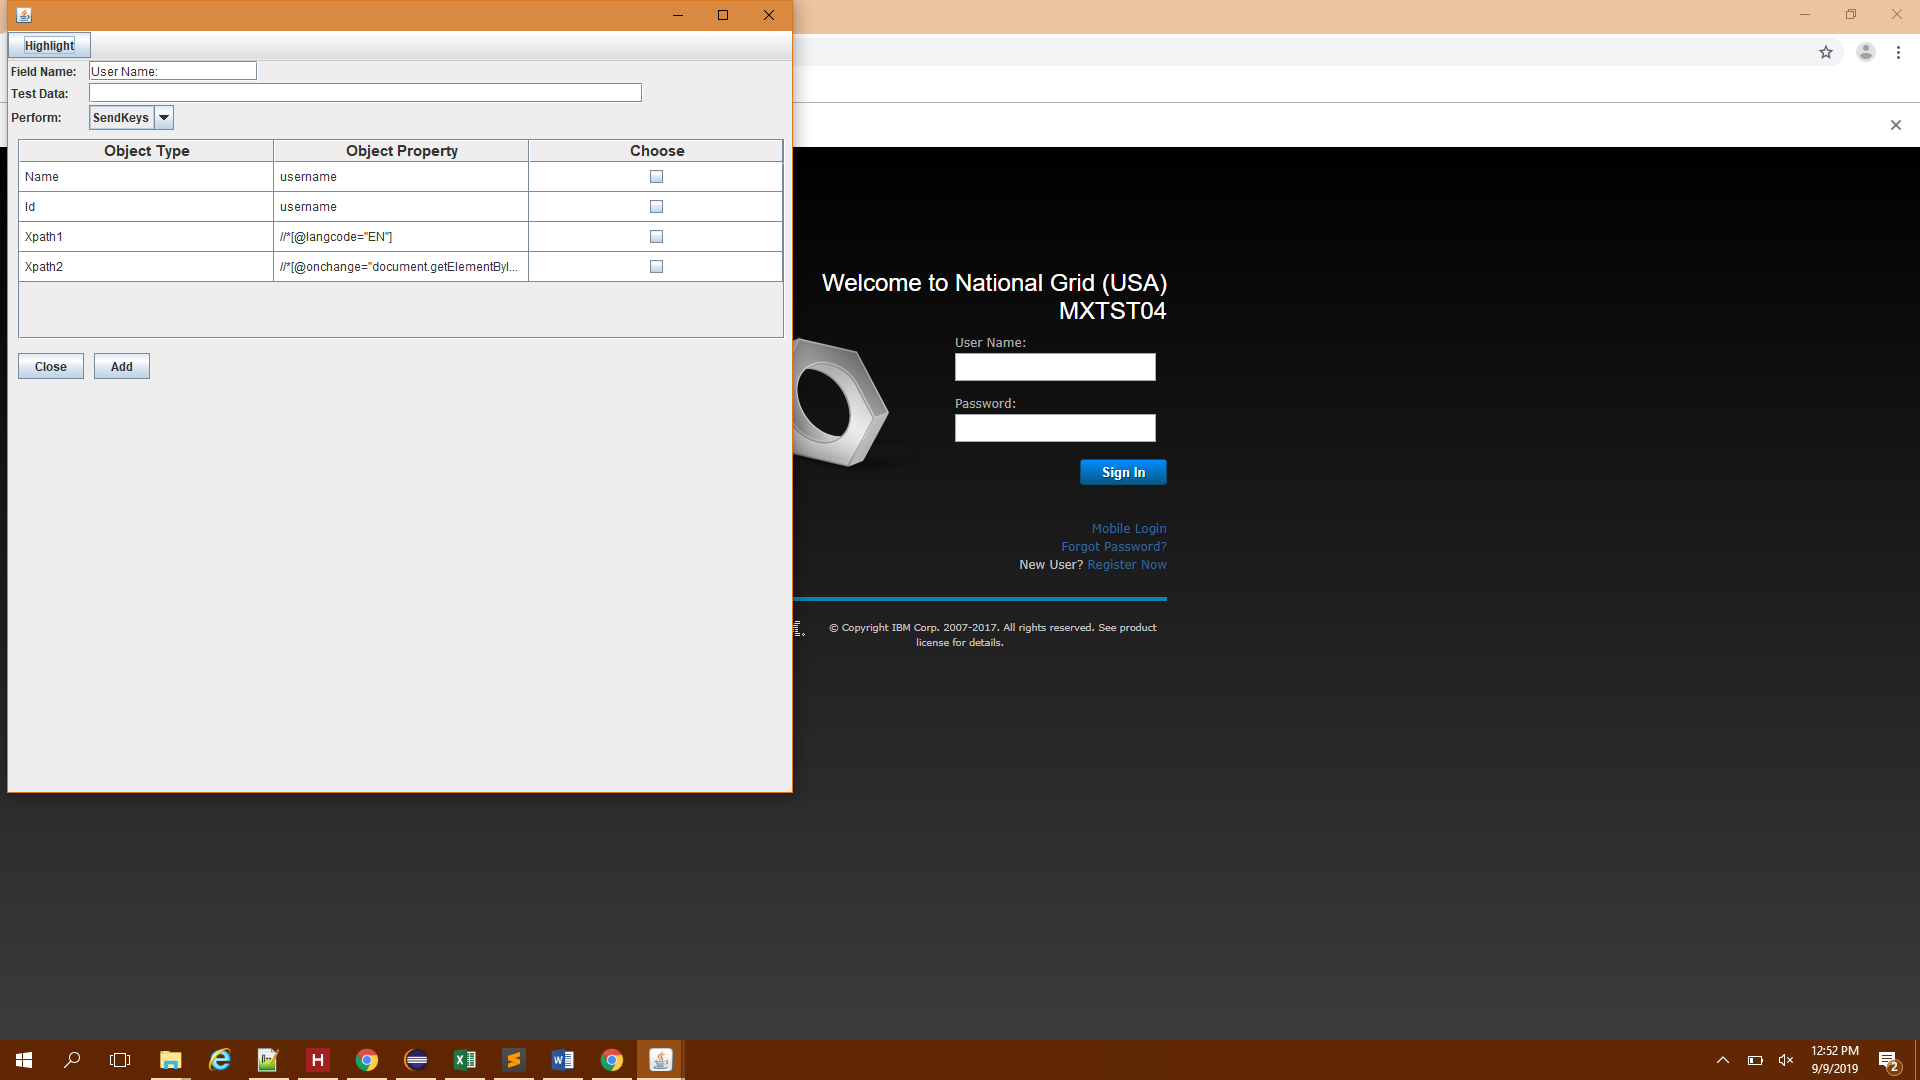 Highlight
Field Name: User Name:
Test Data:
Perform: SendKeys
Object Type Object Property Choose
Name username
Id username
Xpath1 //*[@langcode="EN"]
Xpath2 //*[@onchange="document.getElementByI...
Close Add
Welcome to National Grid (USA)
MXTST04
User Name:
Password:
Sign In
Mobile Login
Forgot Password?
New User? Register Now
© Copyright IBM Corp. 2007-2017. All rights reserved. See product
license for details.
12:52 PM
9/9/2019
2